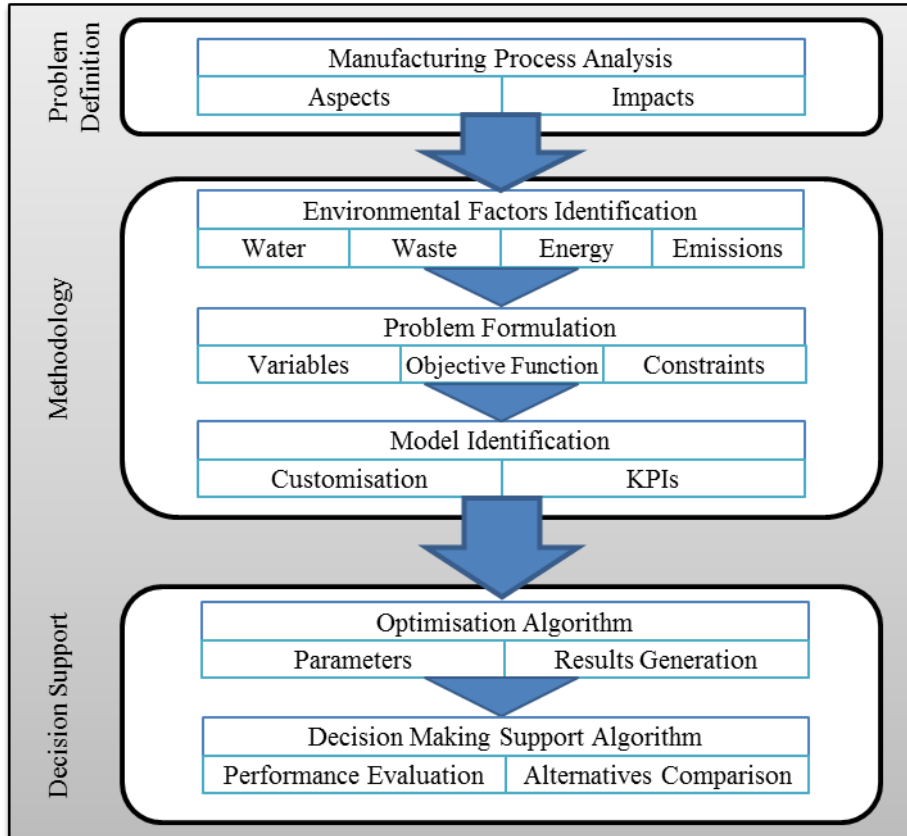 Problem
Definition
Manufacturing Process Analysis
Aspects
Impacts
Methodology
Environmental Factors Identification
Water
Waste
Energy
Emissions
Problem Formulation
Variables
Objective Function
Constraints
Model Identification
Customisation
KPIs
Decision Support
Optimisation Algorithm
Parameters
Results Generation
Decision Making Support Algorithm
Performance Evaluation
Alternatives Comparison